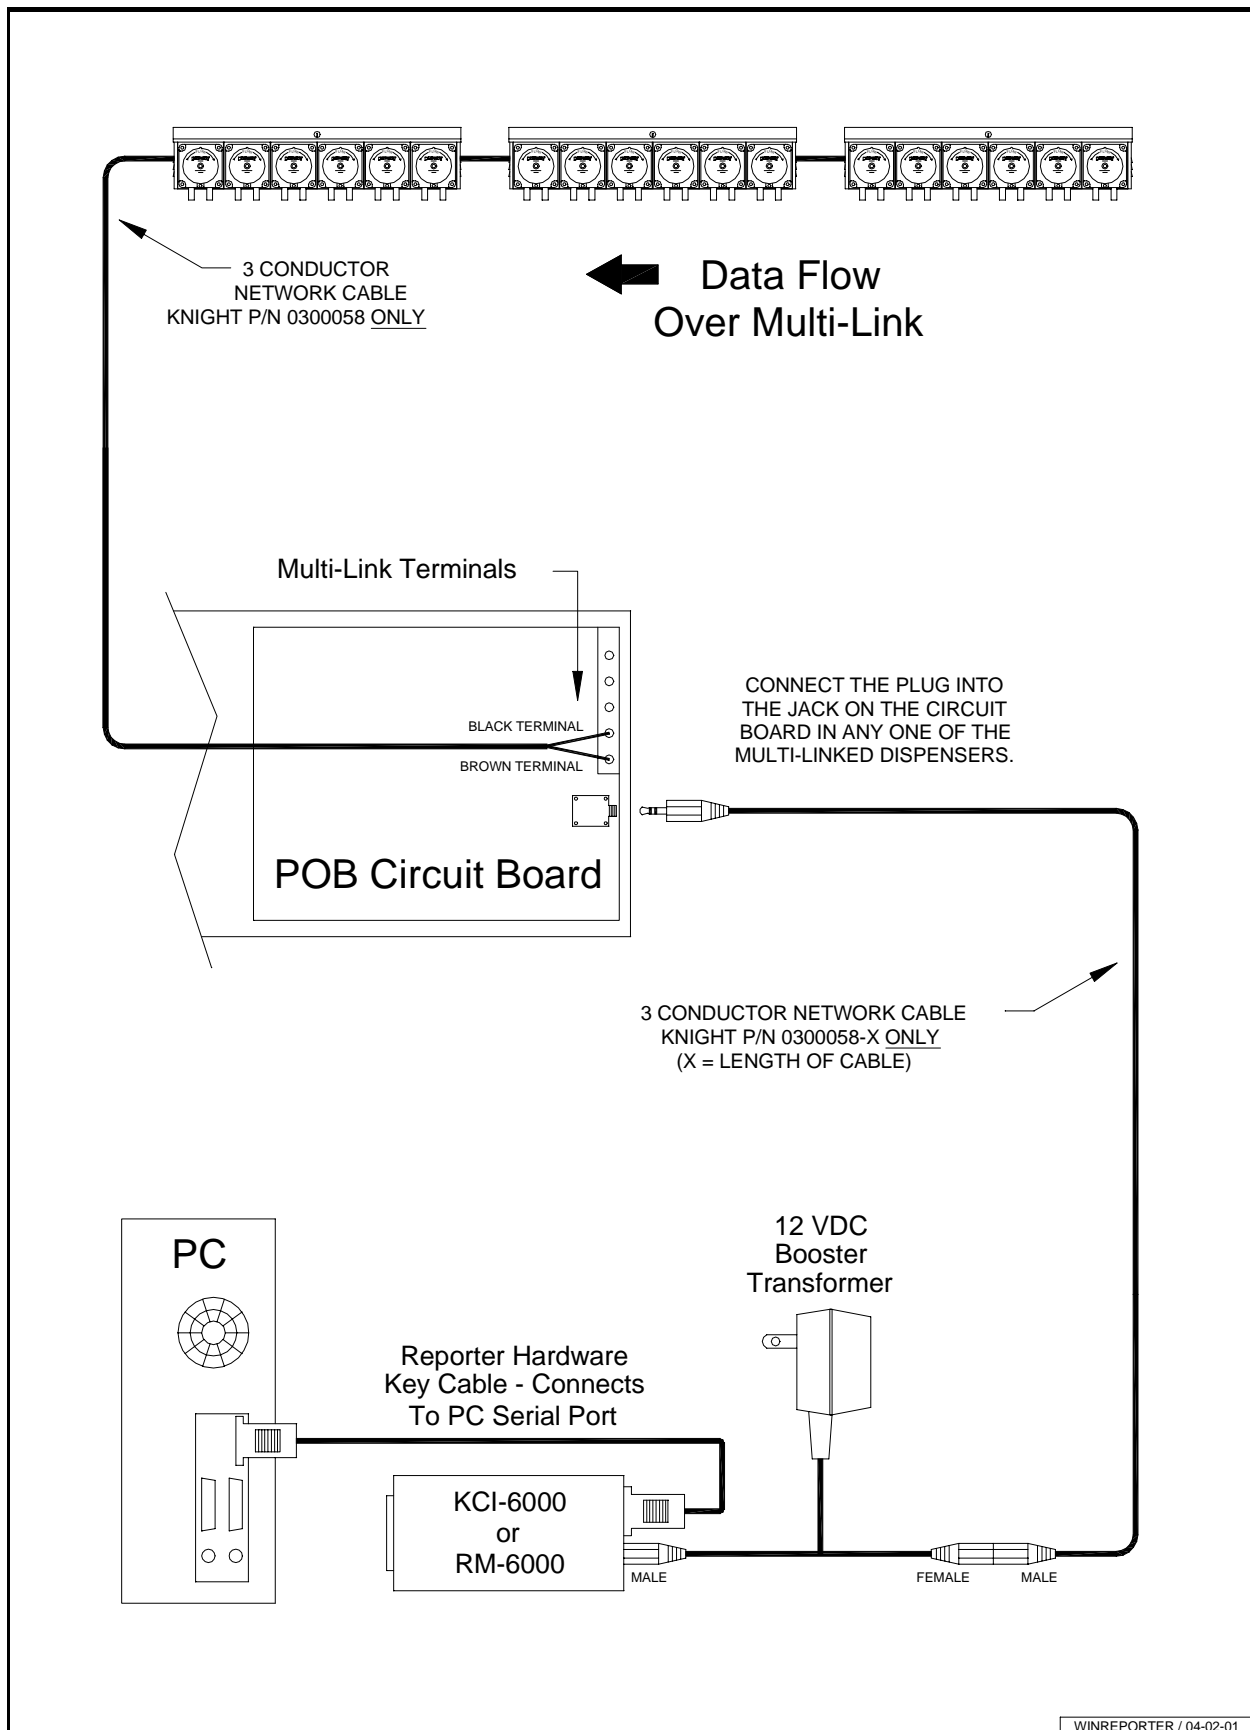 3 CONDUCTOR
NETWORK CABLE
KNIGHT P/N 0300058 ONLY
Data Flow
Over Multi-Link
Multi-Link Terminals
BLACK TERMINAL
BROWN TERMINAL
POB Circuit Board
CONNECT THE PLUG INTO
THE JACK ON THE CIRCUIT
BOARD IN ANY ONE OF THE
MULTI-LINKED DISPENSERS.
3 CONDUCTOR NETWORK CABLE
KNIGHT P/N 0300058-X ONLY
(X = LENGTH OF CABLE)
PC
12 VDC
Booster
Transformer
Reporter Hardware
Key Cable - Connects
To PC Serial Port
KCI-6000
or
RM-6000
MALE
FEMALE
MALE
WINREPORTER / 04-02-01